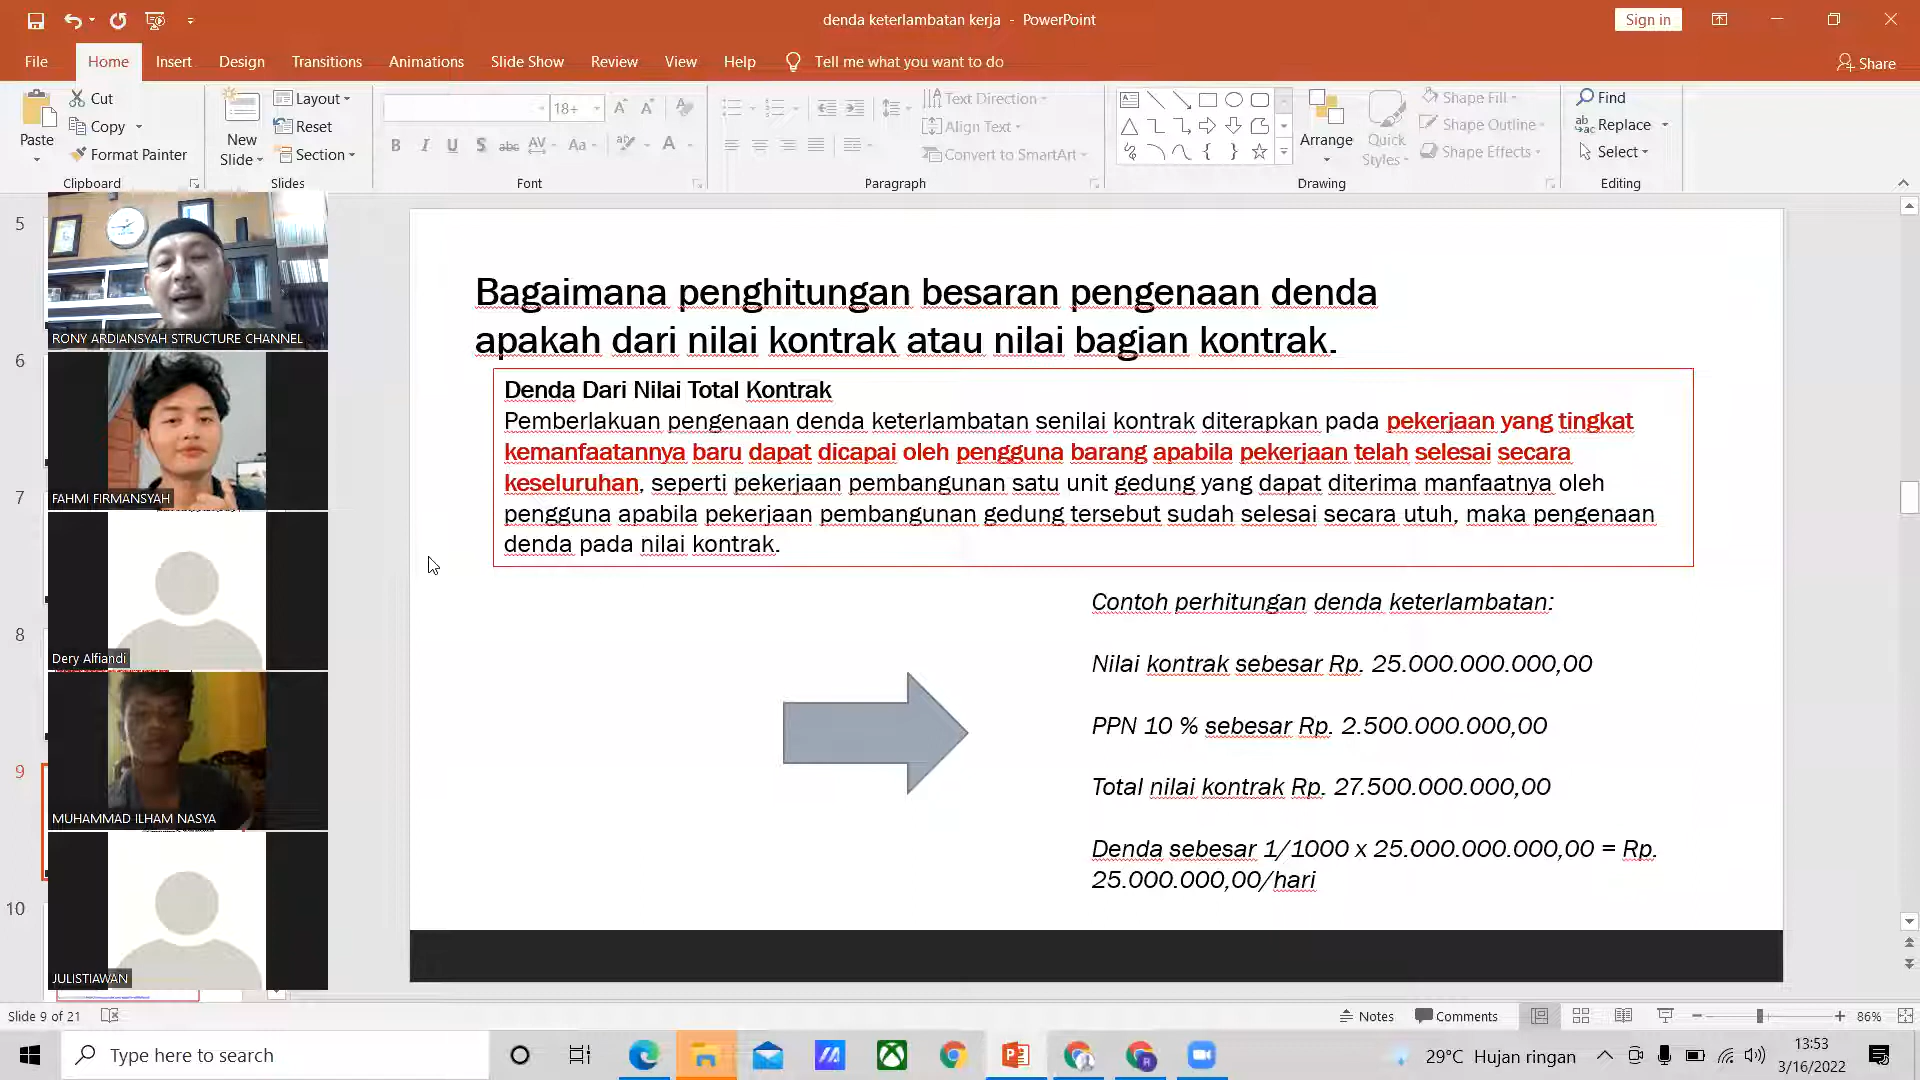 denda keterlambatan kerja - PowerPoint
Sign in
File
Home
Insert
Design
Transitions
Animations
Slide Show
Review
View
Help
Tell me what you want to do
Share
Paste
Cut
Copy
Format Painter
Clipboard
New Slide
Layout
Reset
Section
Slides
18+
Font
Text Direction
Align Text
Convert to SmartArt
Paragraph
Arrange
Quick Styles
Shape Fill
Shape Outline
Shape Effects
Drawing
Find
Replace
Select
Editing
5
6
7
8
9
10
RONY ARDIANSYAH STRUCTURE CHANNEL
FAHMI FIRMANSYAH
Dery Alfiandi
MUHAMMAD ILHAM NASYA
JULISTIAWAN
Bagaimana penghitungan besaran pengenaan denda
apakah dari nilai kontrak atau nilai bagian kontrak.
Denda Dari Nilai Total Kontrak
Pemberlakuan pengenaan denda keterlambatan senilai kontrak diterapkan pada pekerjaan yang tingkat
kemanfaatannya baru dapat dicapai oleh pengguna barang apabila pekerjaan telah selesai secara
keseluruhan, seperti pekerjaan pembangunan satu unit gedung yang dapat diterima manfaatnya oleh
pengguna apabila pekerjaan pembangunan gedung tersebut sudah selesai secara utuh, maka pengenaan
denda pada nilai kontrak.
Contoh perhitungan denda keterlambatan:
Nilai kontrak sebesar Rp. 25.000.000.000,00
PPN 10 % sebesar Rp. 2.500.000.000,00
Total nilai kontrak Rp. 27.500.000.000,00
Denda sebesar 1/1000 x 25.000.000.000,00 = Rp.
25.000.000,00/hari
Slide 9 of 21
Notes
Comments
86%
Type here to search
29°C Hujan ringan
13:53
3/16/2022